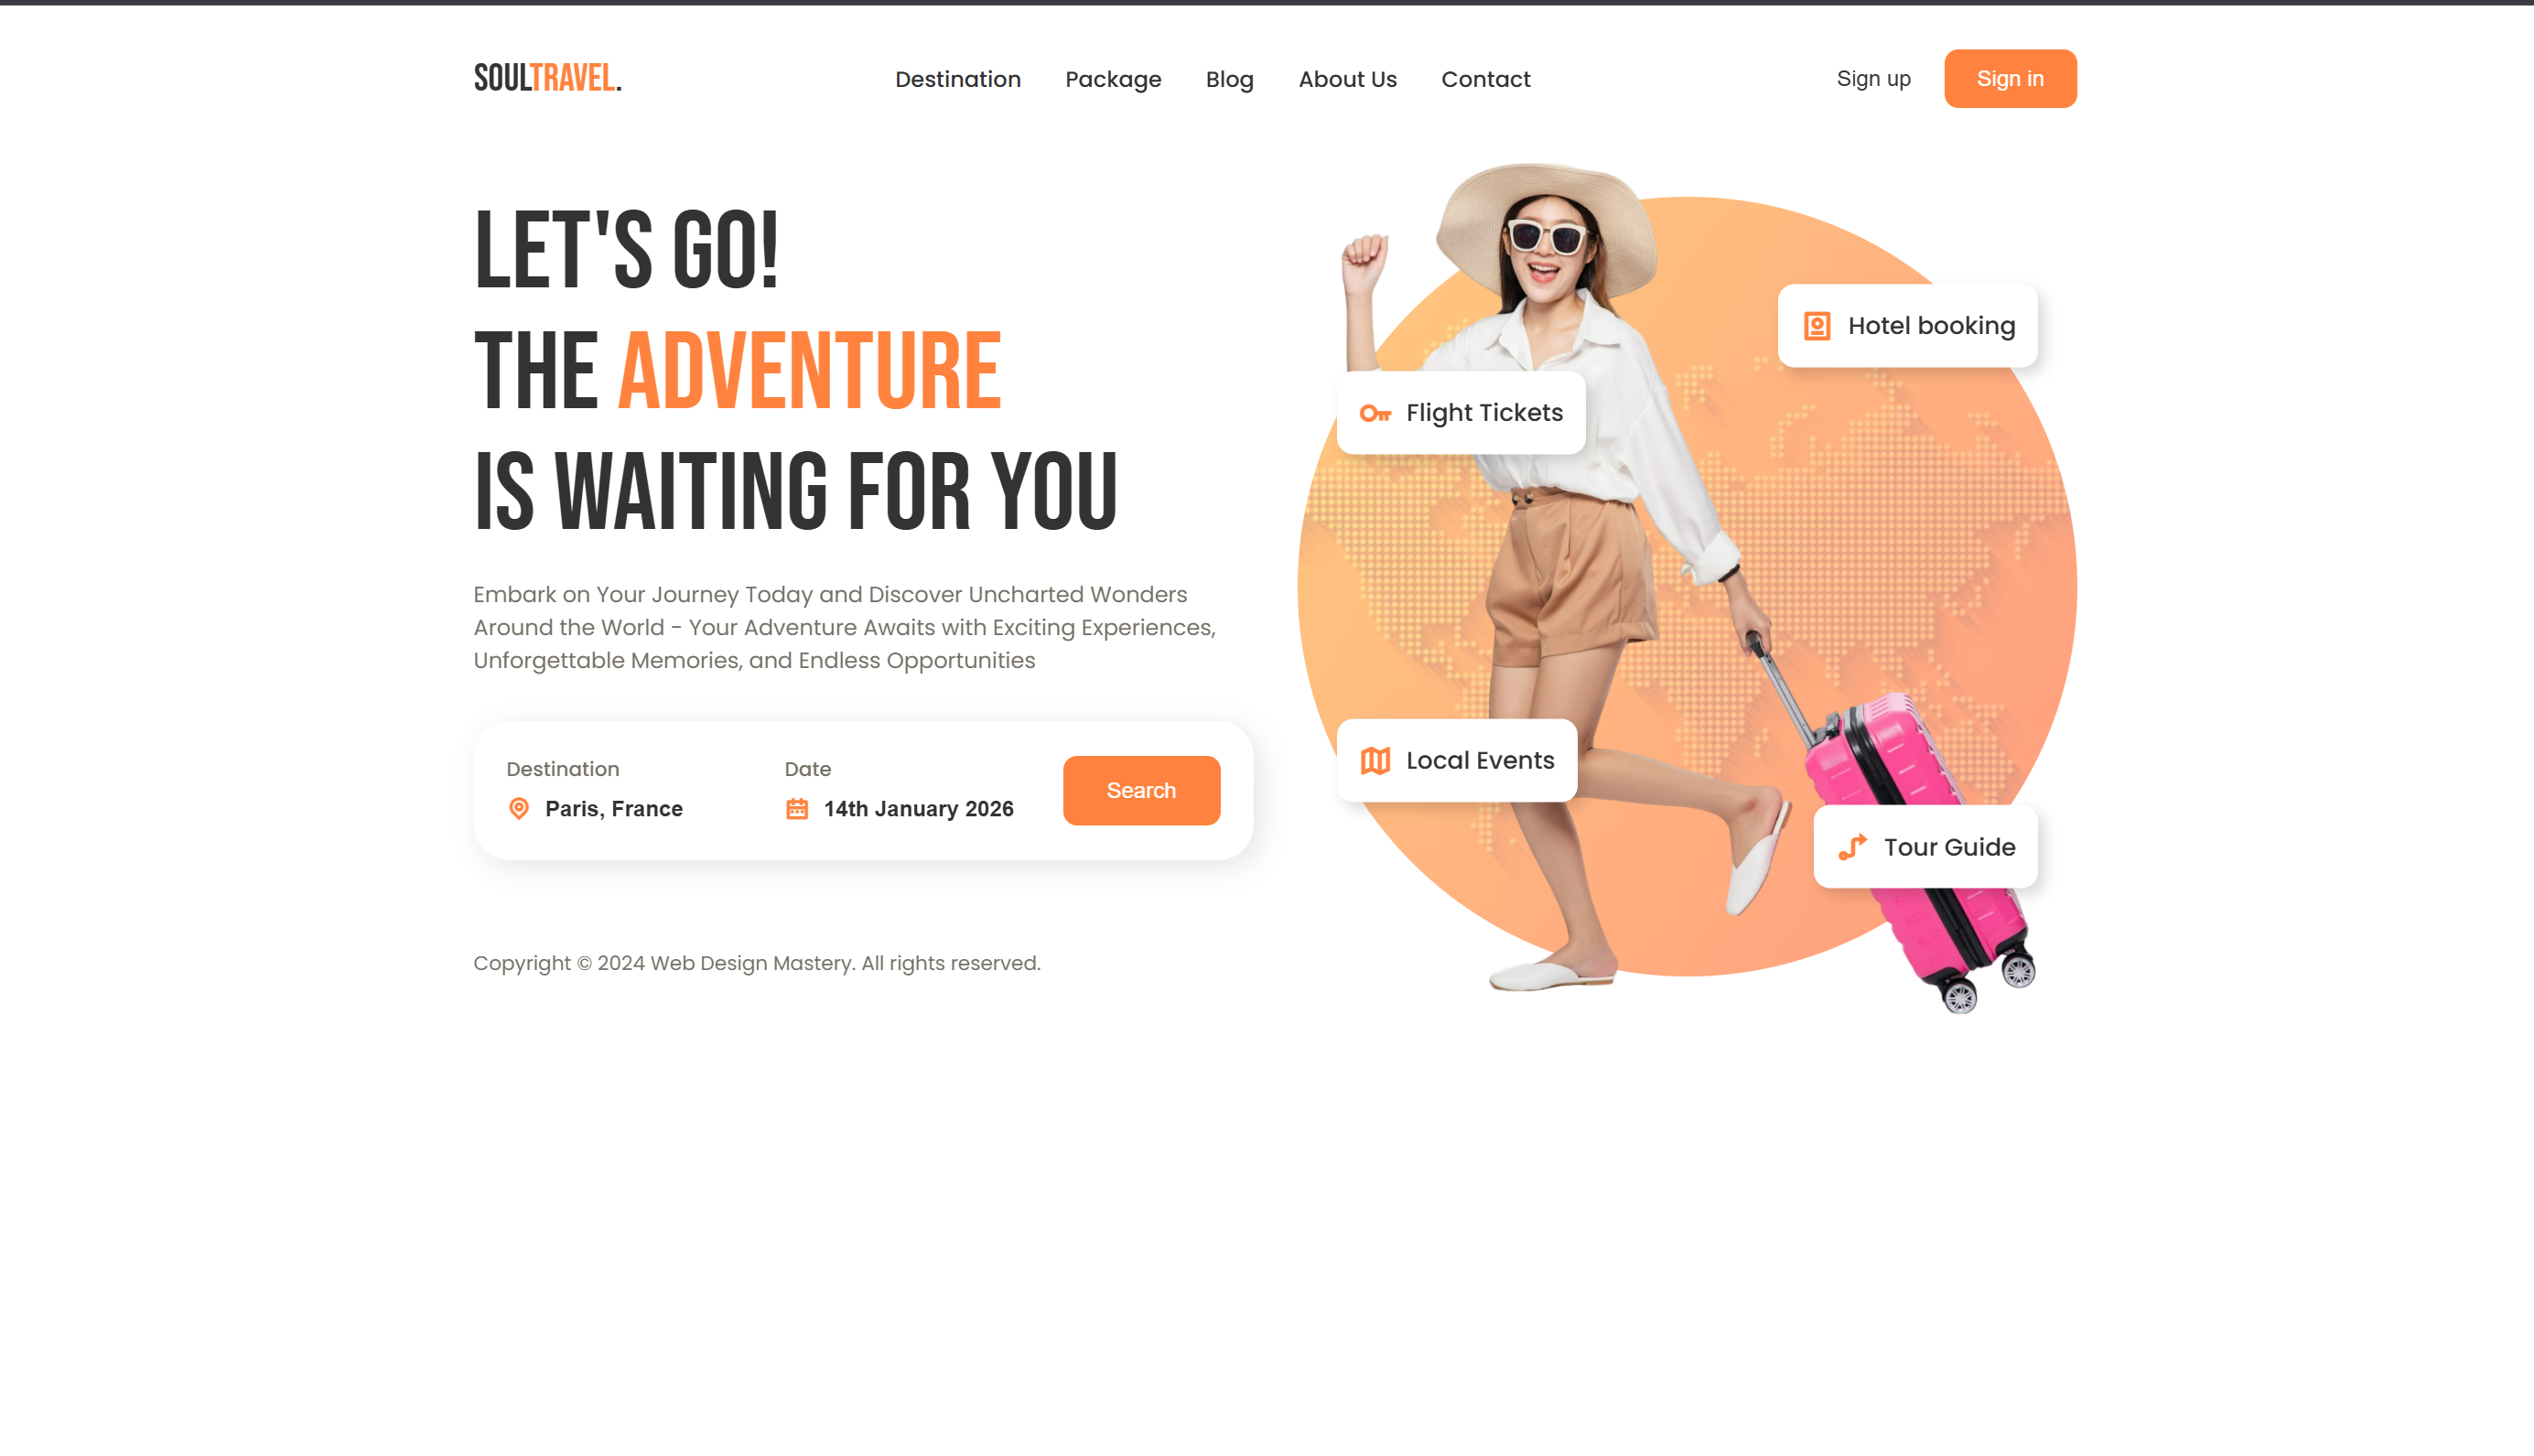 SOULTRAVEL.
Destination Package Blog About Us Contact
Sign up Sign in
LET'S GO!
THE ADVENTURE
IS WAITING FOR YOU
Embark on Your Journey Today and Discover Uncharted Wonders
Around the World - Your Adventure Awaits with Exciting Experiences,
Unforgettable Memories, and Endless Opportunities
Destination
Paris, France
Date
14th January 2026
Search
Copyright © 2024 Web Design Mastery. All rights reserved.
Hotel booking
Flight Tickets
Local Events
Tour Guide